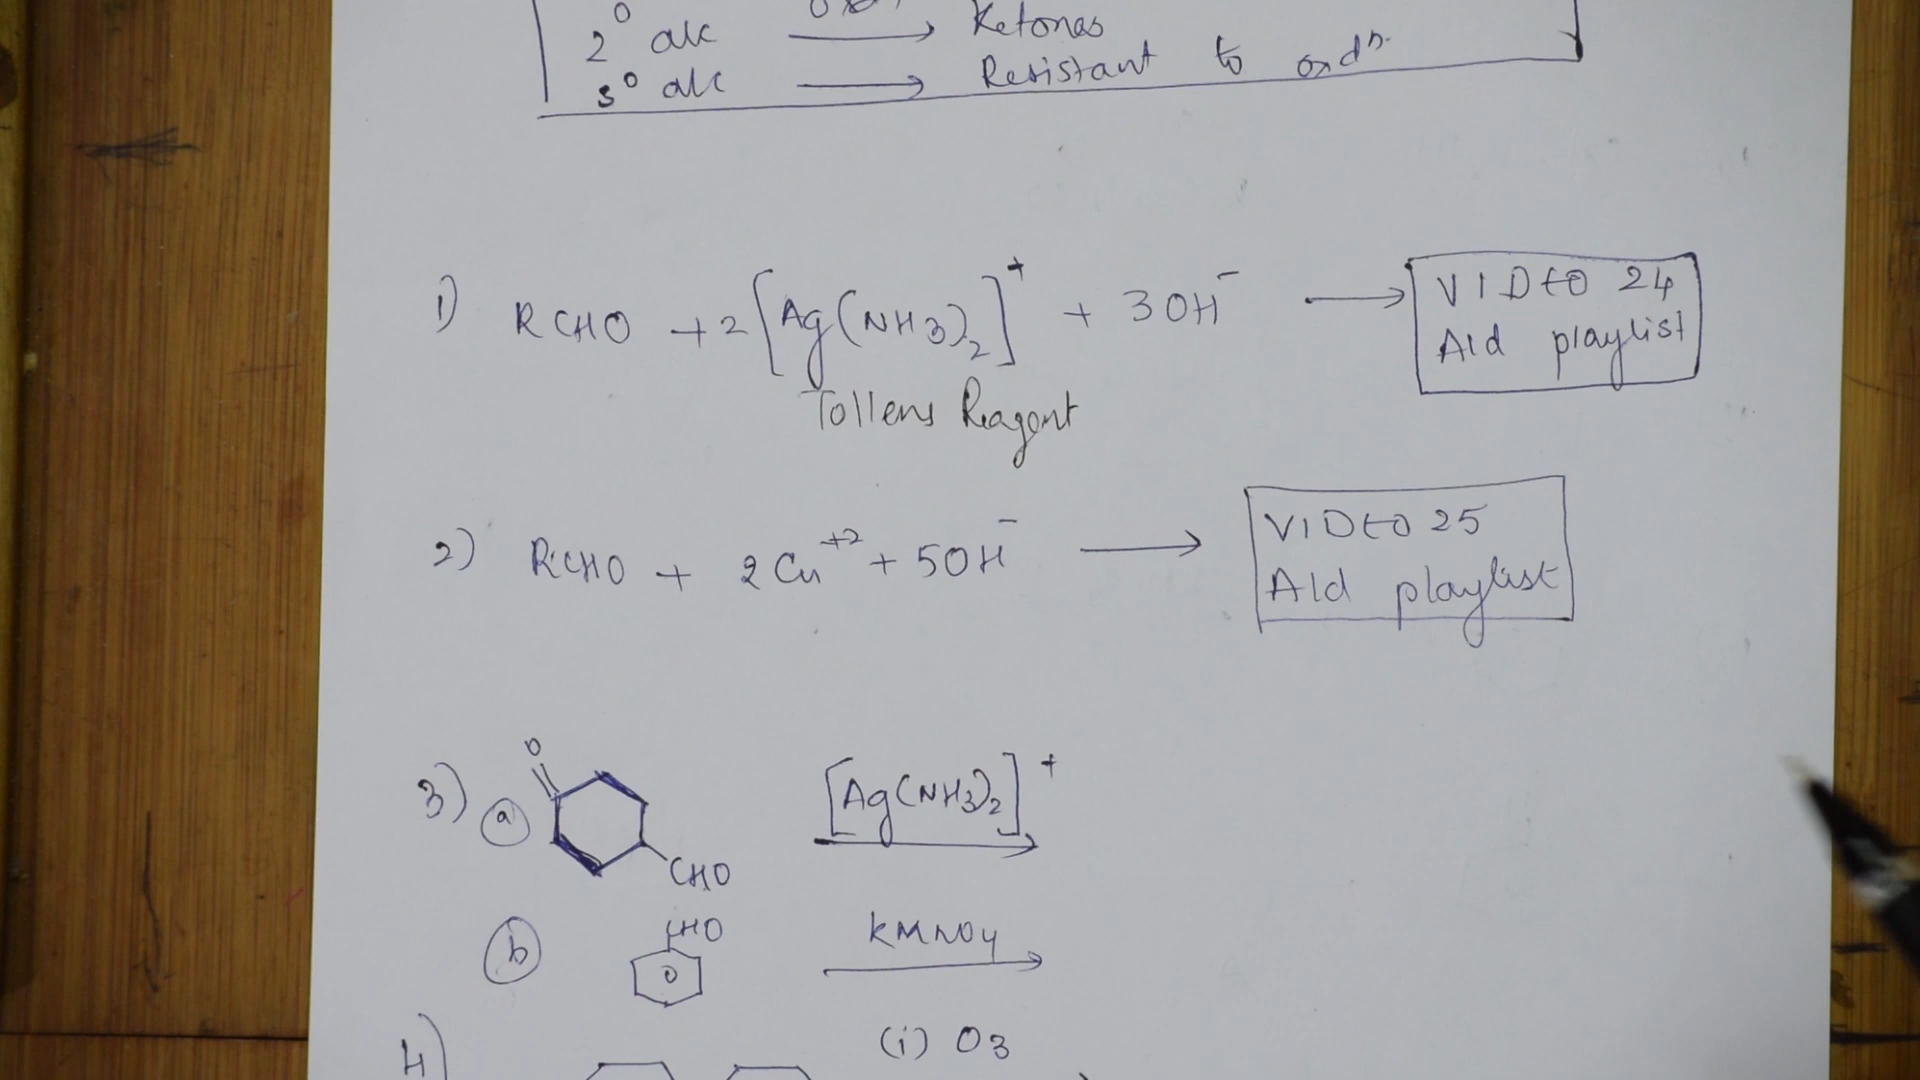 2° alc → Ketones
3° alc → Resistant to oxdⁿ.
1) RCHO + 2[Ag(NH3)₂]⁺ + 3OH⁻ → VIDEO 24
Ald playlist
Tollens Reagent
2) RCHO + 2Cu⁺² + 5OH⁻ → VIDEO 25
Ald playlist
3) a O CHO [Ag(NH3)₂]⁺ →
b CHO KMnO4 →
4) (i) O3